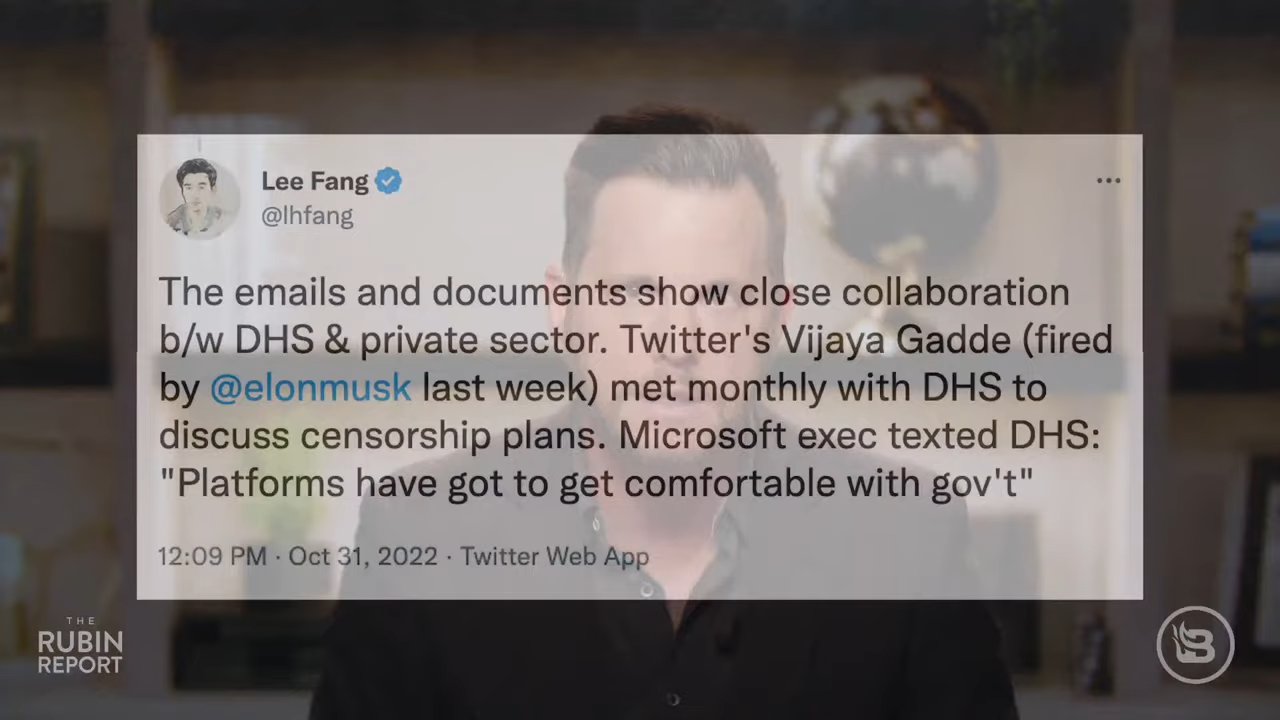 Lee Fang
@lhfang
The emails and documents show close collaboration
b/w DHS & private sector. Twitter's Vijaya Gadde (fired
by @elonmusk last week) met monthly with DHS to
discuss censorship plans. Microsoft exec texted DHS:
"Platforms have got to get comfortable with gov't"
12:09 PM · Oct 31, 2022 · Twitter Web App
THE
RUBIN
REPORT
B